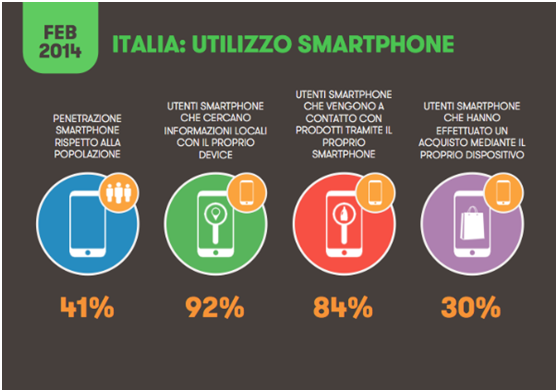 FEB
2014
ITALIA: UTILIZZO SMARTPHONE
PENETRAZIONE
SMARTPHONE
RISPETTO ALLA
POPOLAZIONE
UTENTI SMARTPHONE
CHE CERCANO
INFORMAZIONI LOCALI
CON IL PROPRIO
DEVICE
UTENTI SMARTPHONE
CHE VENGONO A
CONTATTO CON
PRODOTTI TRAMITE IL
PROPRIO
SMARTPHONE
UTENTI SMARTPHONE
CHE HANNO
EFFETTUATO UN
ACQUISTO MEDIANTE IL
PROPRIO DISPOSITIVO
41%
92%
84%
30%